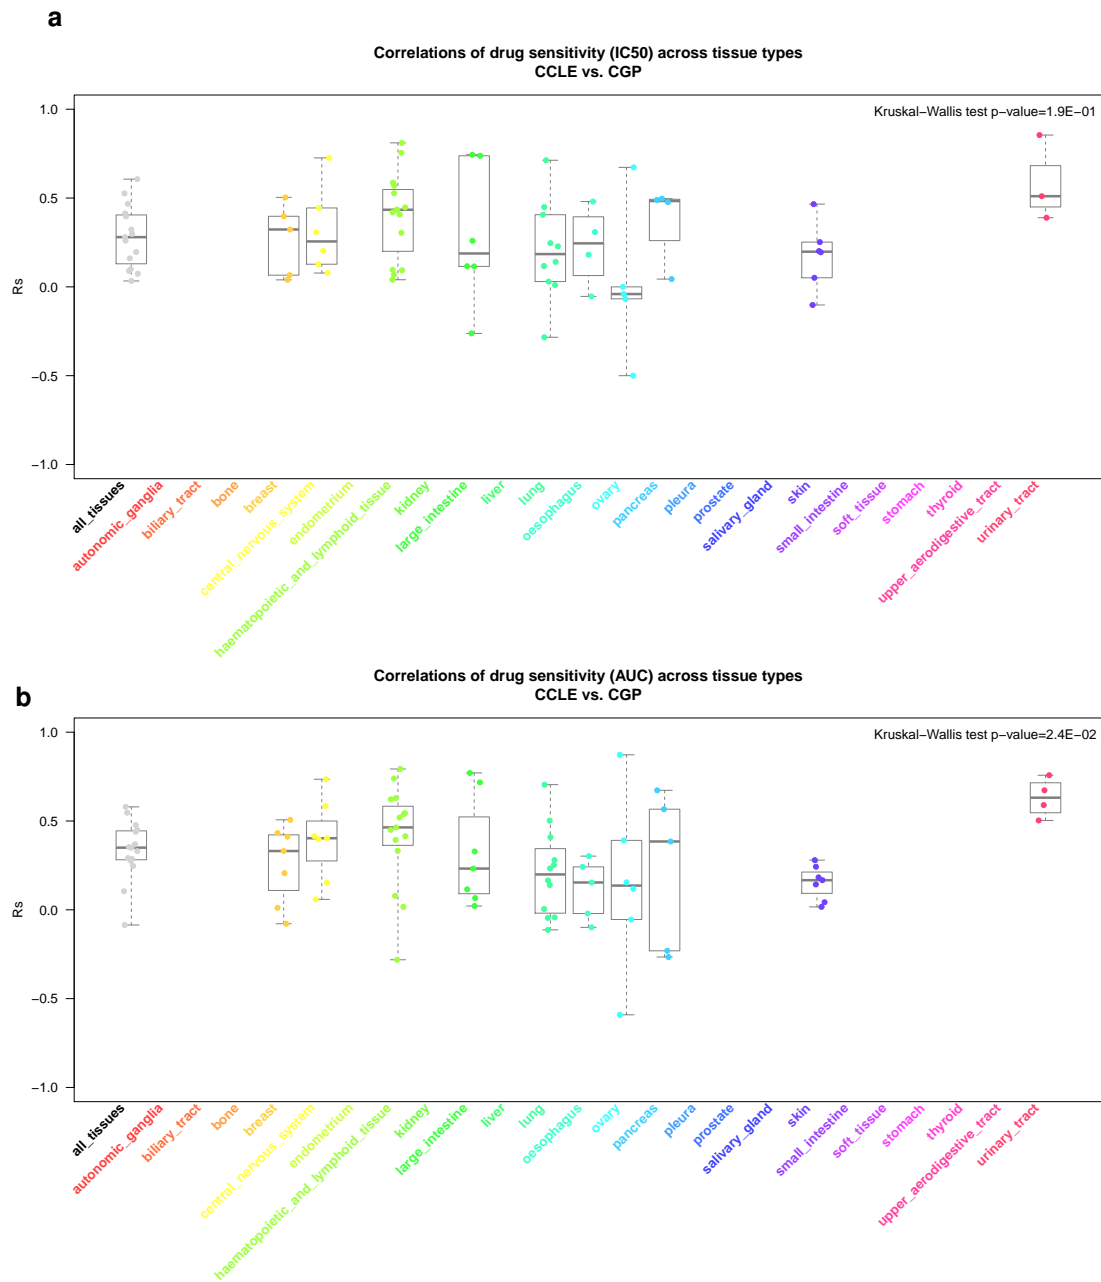 a
Correlations of drug sensitivity (IC50) across tissue types
CCLE vs. CGP
Kruskal−Wallis test p−value=1.9E−01
1.0
0.5
0.0
−0.5
−1.0
Rs
all_tissues
autonomic_ganglia
biliary_tract
bone
breast
central_nervous_system
endometrium
haematopoietic_and_lymphoid_tissue
kidney
large_intestine
liver
lung
oesophagus
ovary
pancreas
pleura
prostate
salivary_gland
skin
small_intestine
soft_tissue
stomach
thyroid
upper_aerodigestive_tract
urinary_tract
b
Correlations of drug sensitivity (AUC) across tissue types
CCLE vs. CGP
Kruskal−Wallis test p−value=2.4E−02
1.0
0.5
0.0
−0.5
−1.0
Rs
all_tissues
autonomic_ganglia
biliary_tract
bone
breast
central_nervous_system
endometrium
haematopoietic_and_lymphoid_tissue
kidney
large_intestine
liver
lung
oesophagus
ovary
pancreas
pleura
prostate
salivary_gland
skin
small_intestine
soft_tissue
stomach
thyroid
upper_aerodigestive_tract
urinary_tract